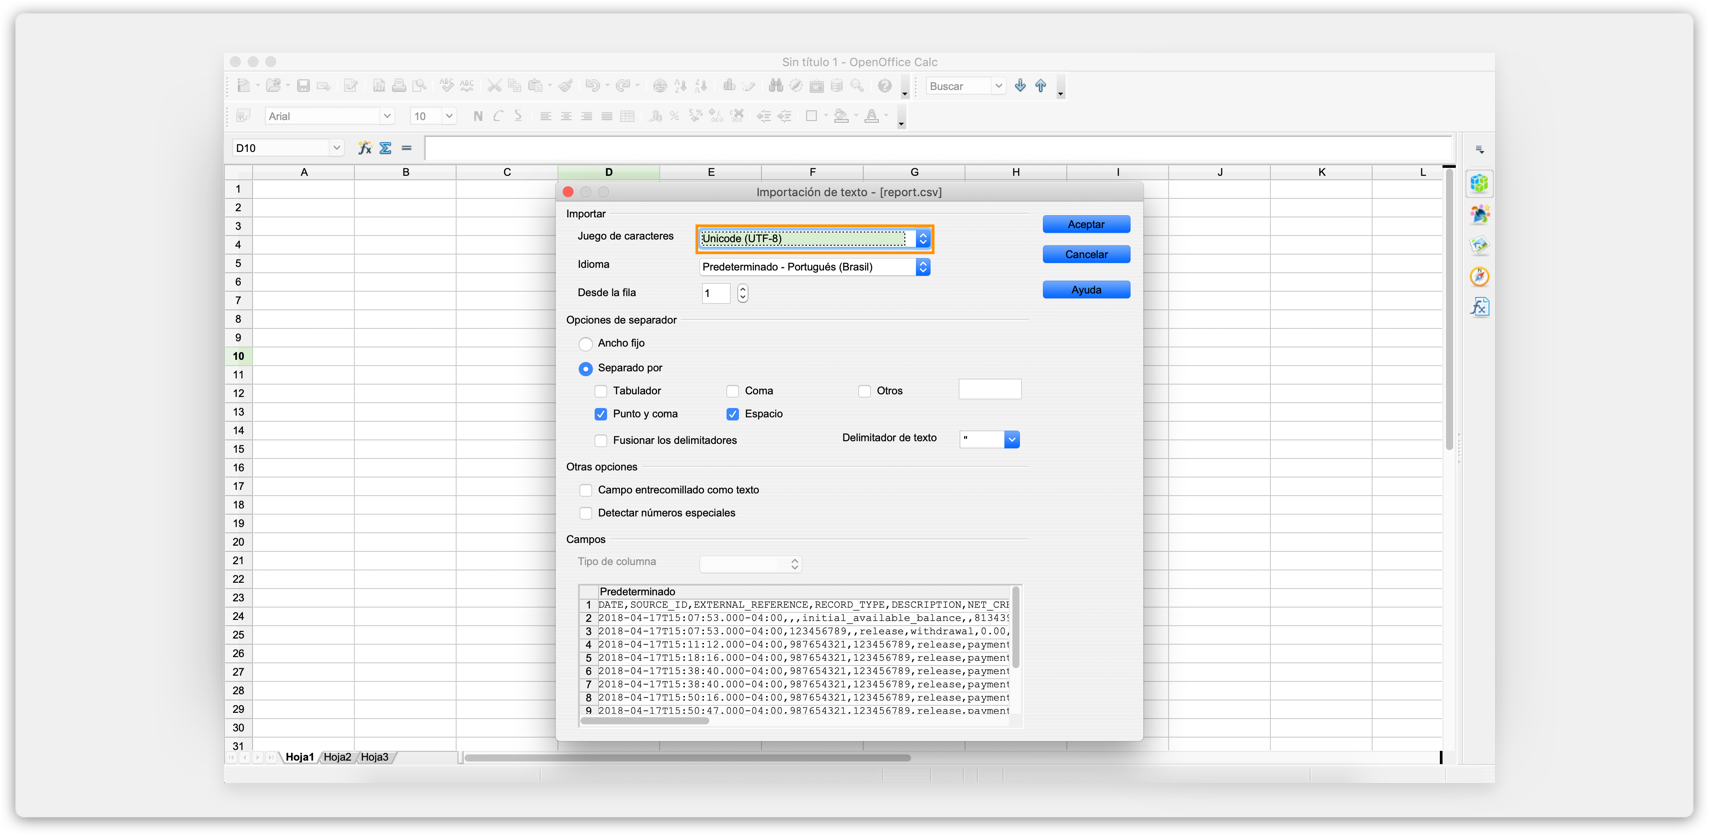 Sin título 1 - OpenOffice Calc
Buscar
Arial
10
D10
A B C D E F G H I J K L
Importación de texto - [report.csv]
Importar
Juego de caracteres
Unicode (UTF-8)
Aceptar
Idioma
Predeterminado - Portugués (Brasil)
Cancelar
Desde la fila
1
Ayuda
Opciones de separador
Ancho fijo
Separado por
Tabulador
Coma
Otros
Punto y coma
Espacio
Fusionar los delimitadores
Delimitador de texto
"
Otras opciones
Campo entrecomillado como texto
Detectar números especiales
Campos
Tipo de columna
Predeterminado
1 DATE,SOURCE_ID,EXTERNAL_REFERENCE,RECORD_TYPE,DESCRIPTION,NET_CRE
2 2018-04-17T15:07:53.000-04:00,,,initial_available_balance,,813439
3 2018-04-17T15:07:53.000-04:00,123456789,,release,withdrawal,0.00,
4 2018-04-17T15:11:12.000-04:00,987654321,123456789,release,payment
5 2018-04-17T15:18:16.000-04:00,987654321,123456789,release,payment
6 2018-04-17T15:38:40.000-04:00,987654321,123456789,release,payment
7 2018-04-17T15:38:40.000-04:00,987654321,123456789,release,payment
8 2018-04-17T15:50:16.000-04:00,987654321,123456789,release,payment
9 2018-04-17T15:50:47.000-04:00,987654321,123456789,release,payment
1
2
3
4
5
6
7
8
9
10
11
12
13
14
15
16
17
18
19
20
21
22
23
24
25
26
27
28
29
30
31
Hoja1 Hoja2 Hoja3